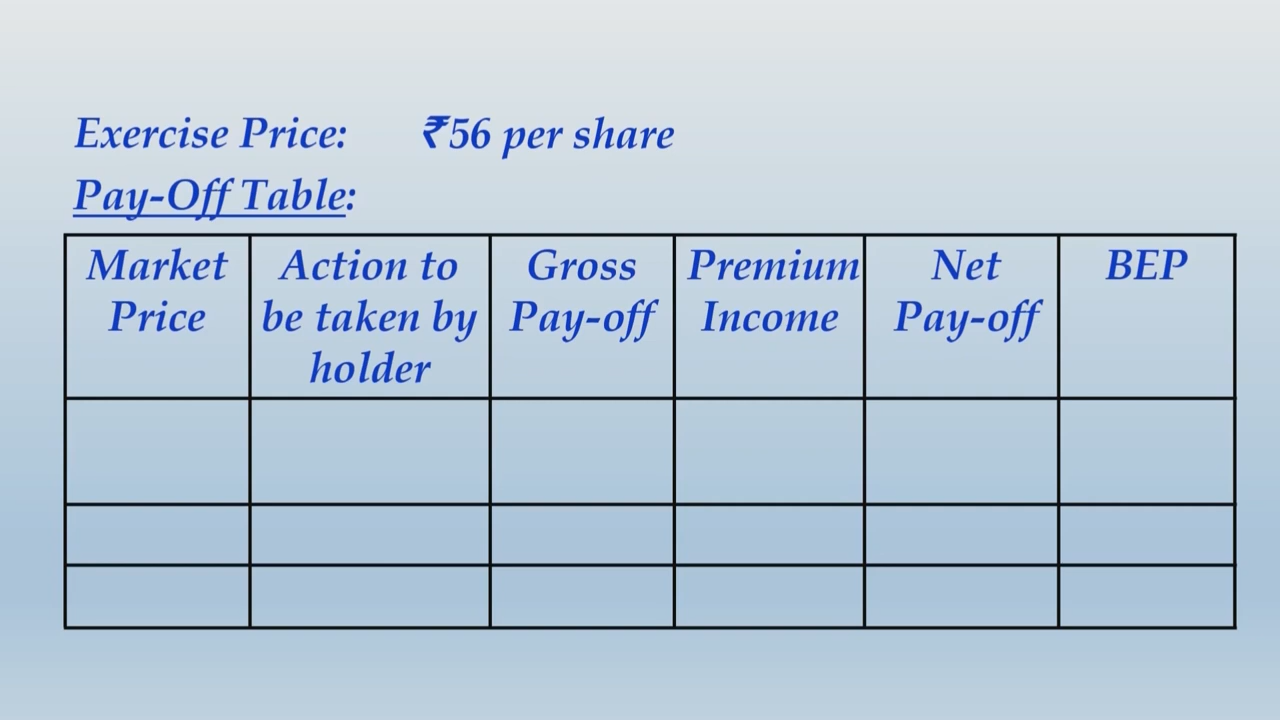 Exercise Price: ₹56 per share
Pay-Off Table:
Market Price
Action to be taken by holder
Gross Pay-off
Premium Income
Net Pay-off
BEP